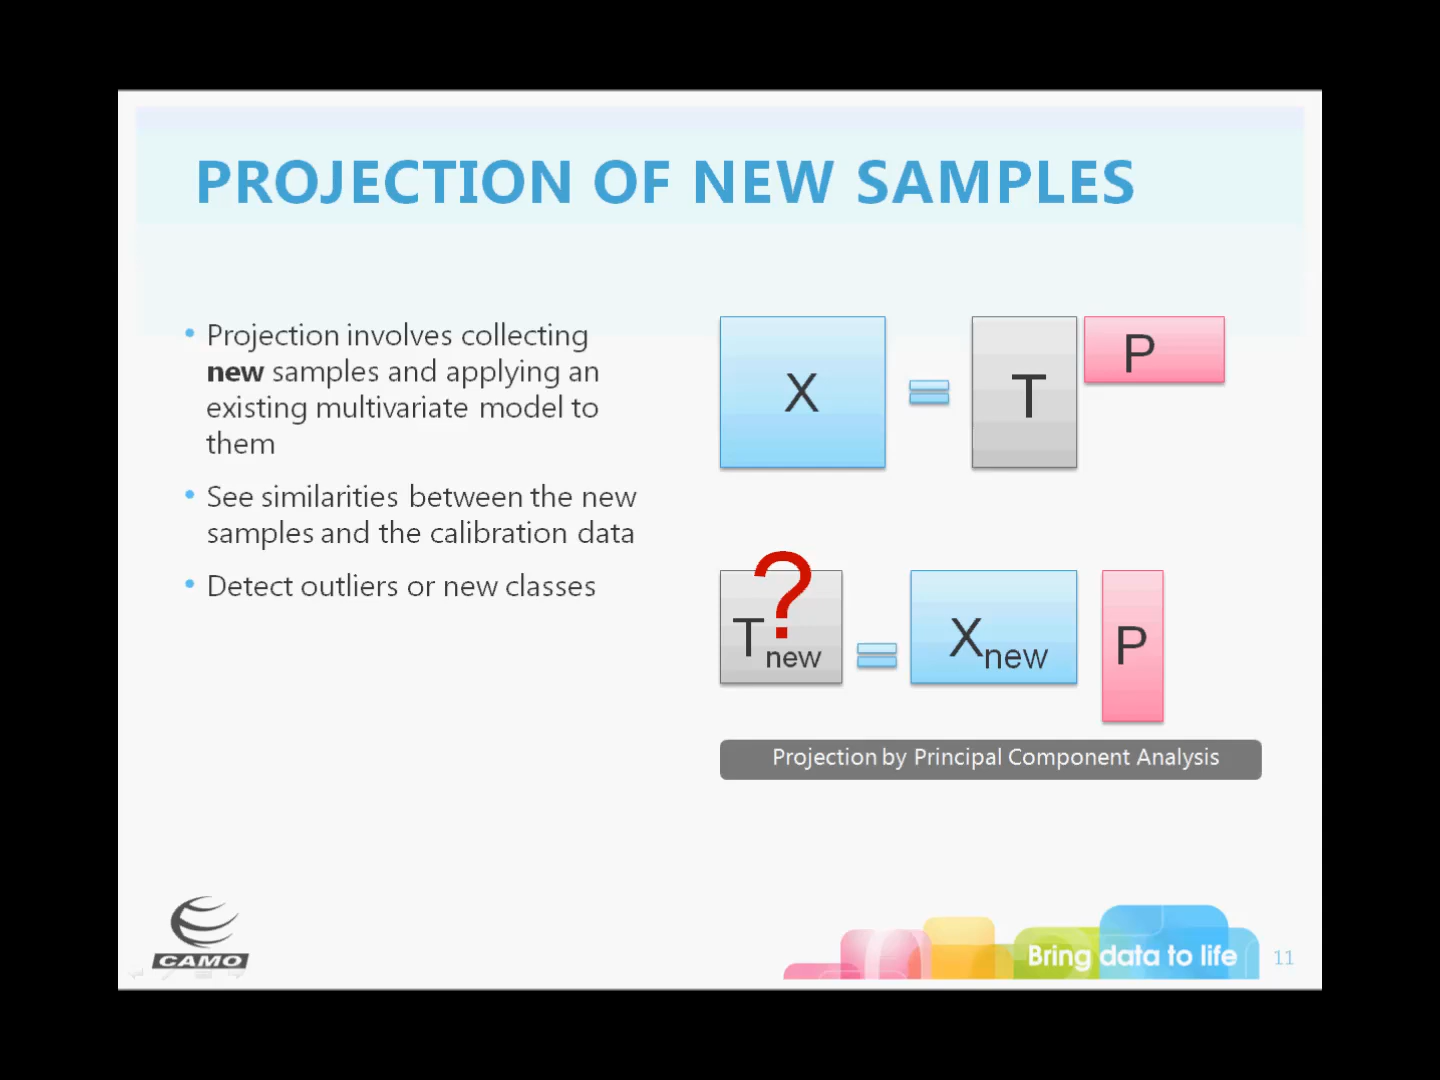 PROJECTION OF NEW SAMPLES
• Projection involves collecting
new samples and applying an
existing multivariate model to
them
• See similarities between the new
samples and the calibration data
• Detect outliers or new classes
X = T P
?
Tnew = Xnew P
Projection by Principal Component Analysis
CAMO
Bring data to life
11